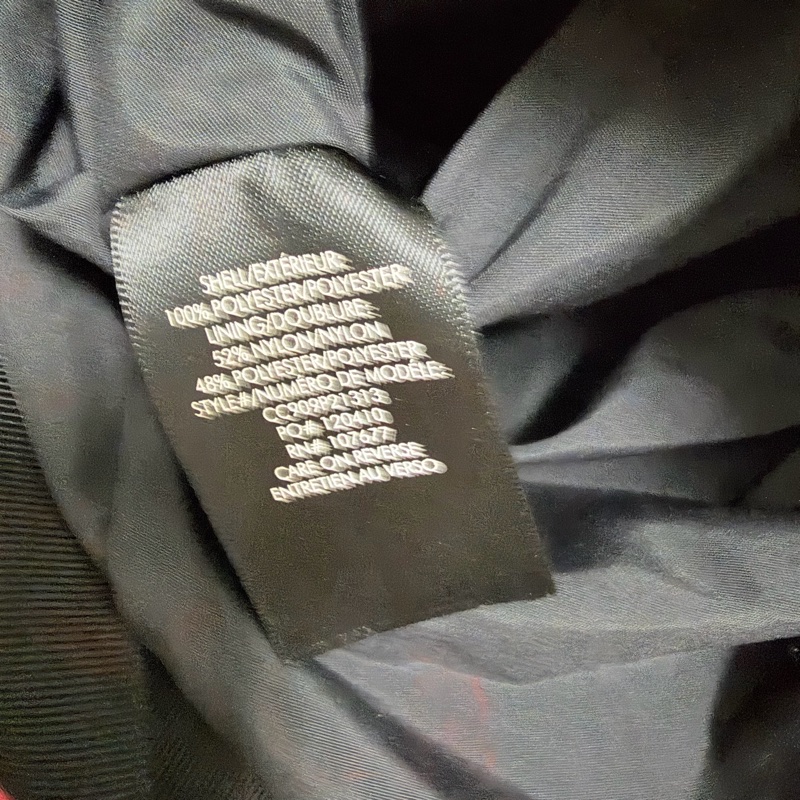 SHELL/EXTÉRIEUR
100% POLYESTER/POLYESTER
LINING/DOUBLURE
52% NYLON/NYLON
48% POLYESTER/POLYESTER
STYLE#/NUMÉRO DE MODÈLE:
CC909P21313
PO# 120410
RN# 107677
CARE ON REVERSE
ENTRETIEN AU VERSO